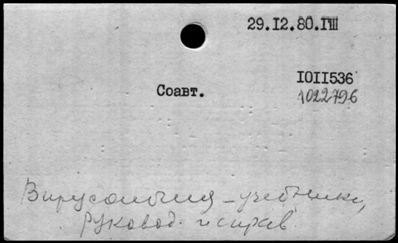 29.12.80.ГШ
1011536
Соавт.
1022796
Вирусология – учебники,
руковод. и справ.